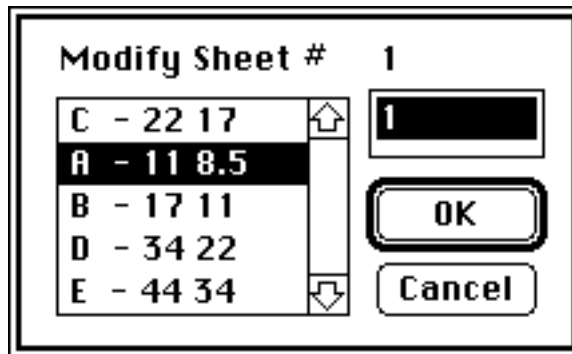 Modify Sheet # 1
C - 22 17
A - 11 8.5
B - 17 11
D - 34 22
E - 44 34
1
OK
Cancel